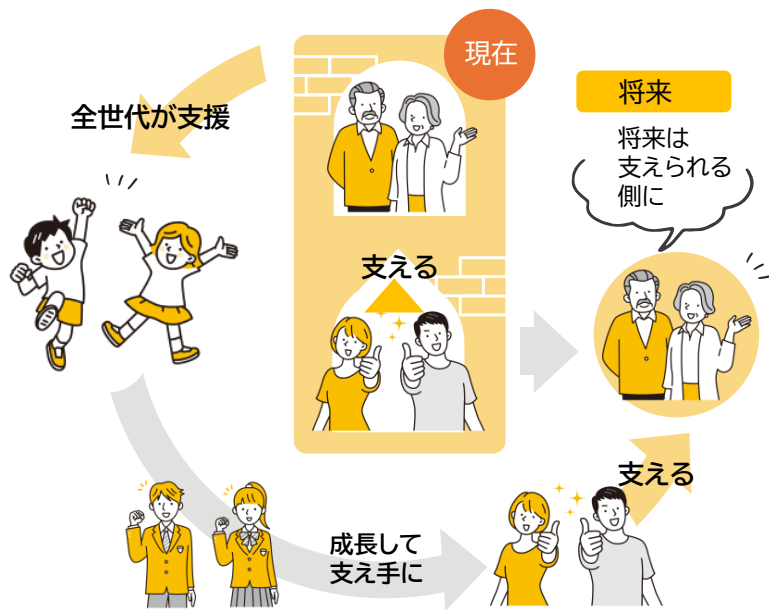 現在
全世代が支援
将来
将来は
支えられる
側に
支える
支える
成長して
支え手に